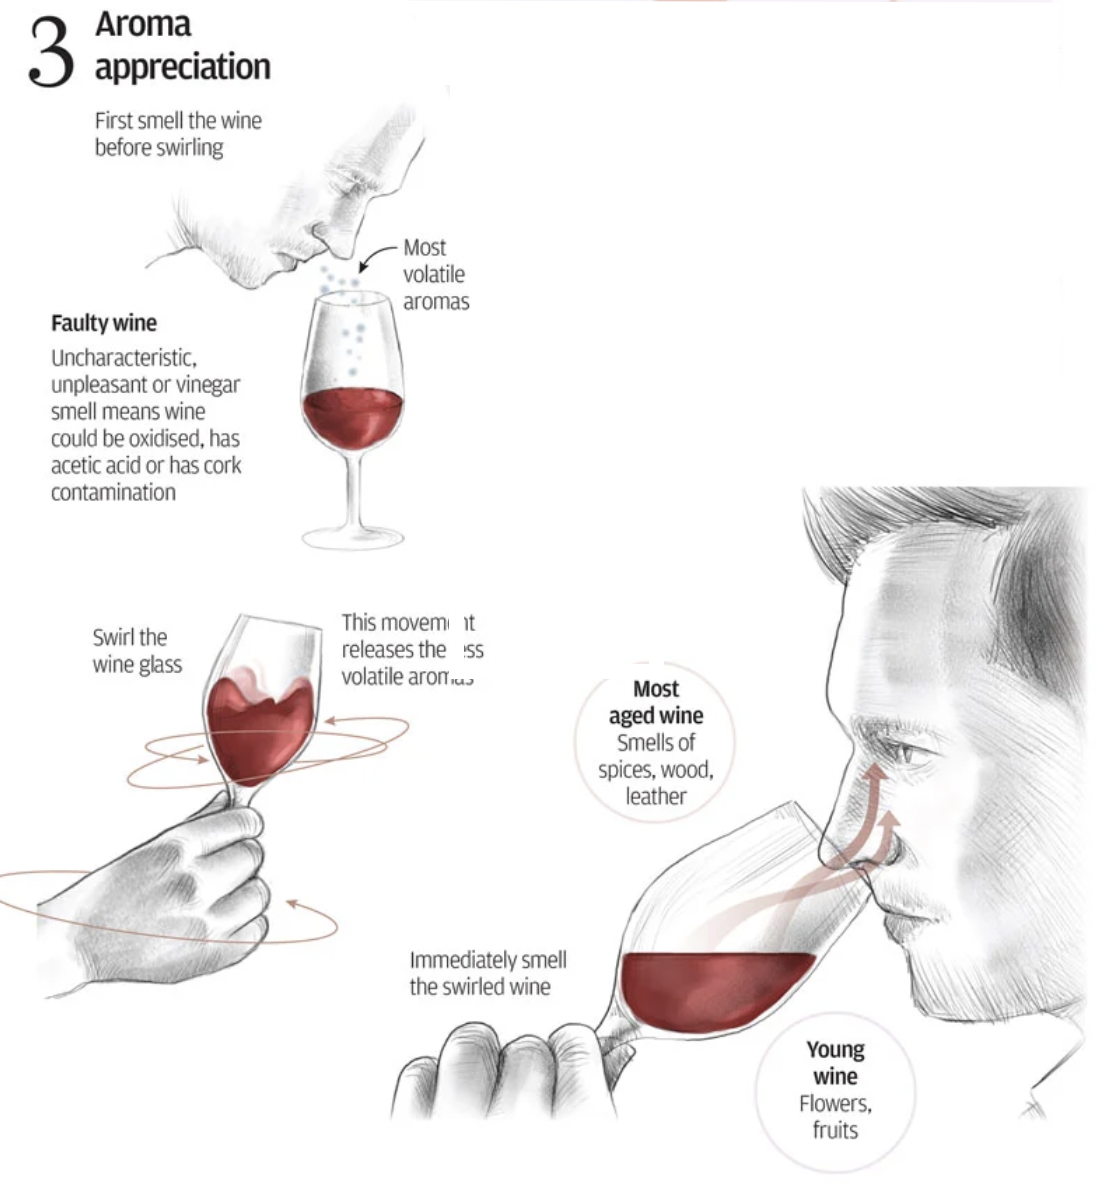 3
Aroma
appreciation
First smell the wine
before swirling
Most
volatile
aromas
Faulty wine
Uncharacteristic,
unpleasant or vinegar
smell means wine
could be oxidised, has
acetic acid or has cork
contamination
Swirl the
wine glass
This movement
releases the
volatile aromas
Most
aged wine
Smells of
spices, wood,
leather
Immediately smell
the swirled wine
Young
wine
Flowers,
fruits